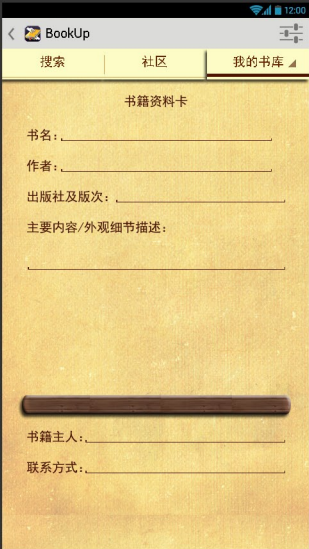 12:00
BookUp
搜索 社区 我的书库
书籍资料卡
书名:
作者:
出版社及版次:
主要内容/外观细节描述:
书籍主人:
联系方式: